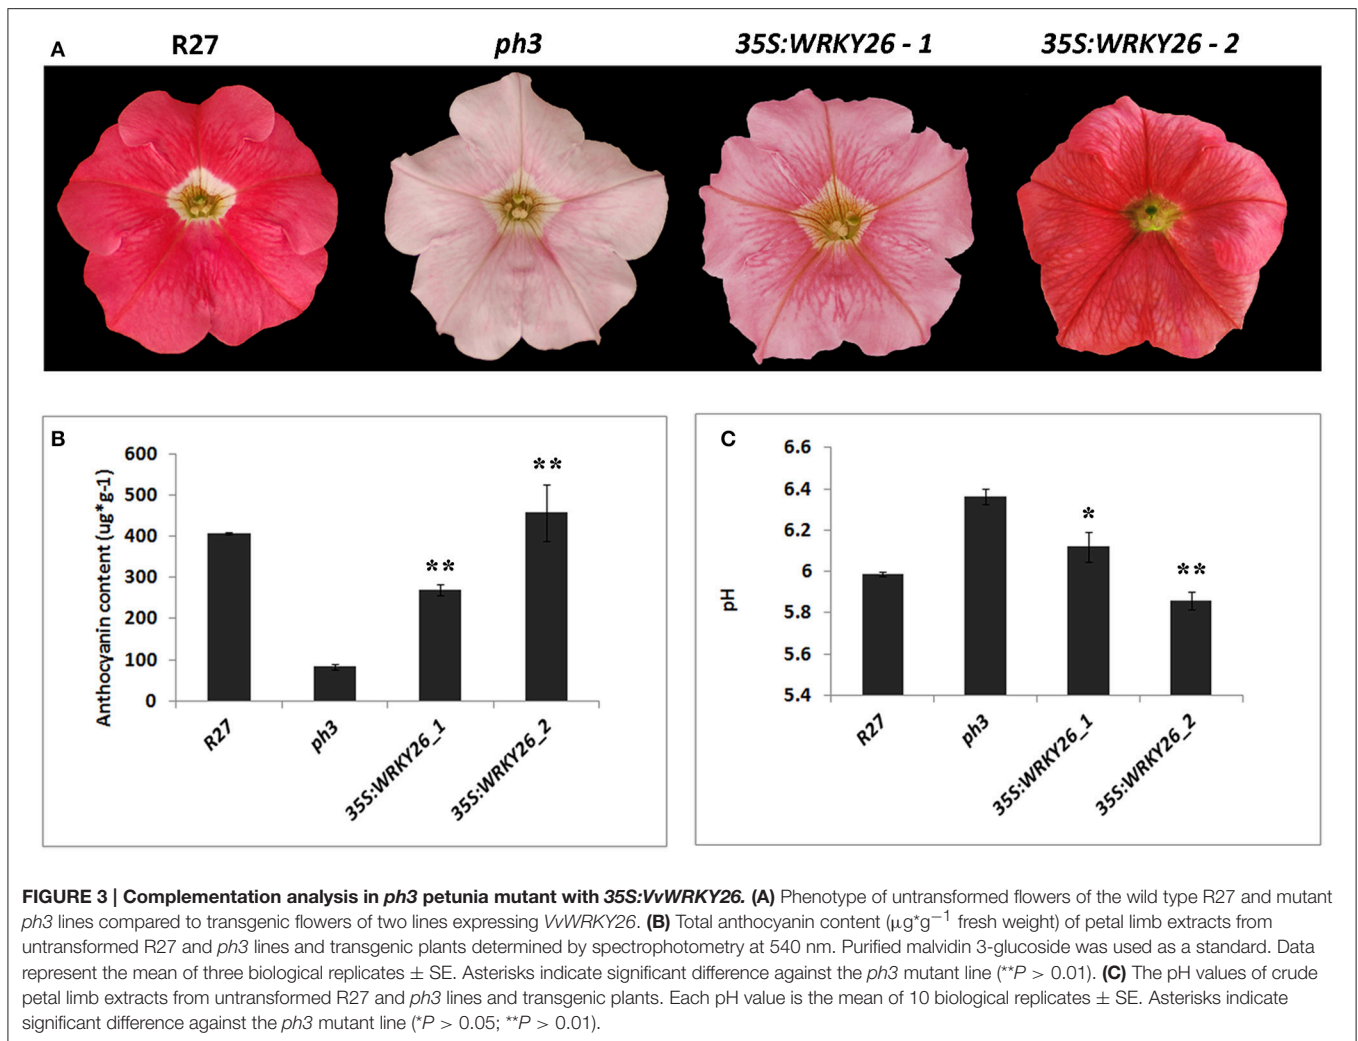 A R27 ph3 35S:WRKY26 - 1 35S:WRKY26 - 2
B
Anthocyanin content (ug*g-1)
600
500
400
300
200
100
0
**
**
R27
ph3
35S:WRKY26_1
35S:WRKY26_2
C
pH
6.6
6.4
6.2
6
5.8
5.6
5.4
*
**
R27
ph3
35S:WRKY26_1
35S:WRKY26_2
FIGURE 3 | Complementation analysis in ph3 petunia mutant with 35S:VvWRKY26. (A) Phenotype of untransformed flowers of the wild type R27 and mutant
ph3 lines compared to transgenic flowers of two lines expressing VvWRKY26. (B) Total anthocyanin content (μg*g⁻¹ fresh weight) of petal limb extracts from
untransformed R27 and ph3 lines and transgenic plants determined by spectrophotometry at 540 nm. Purified malvidin 3-glucoside was used as a standard. Data
represent the mean of three biological replicates ± SE. Asterisks indicate significant difference against the ph3 mutant line (**P > 0.01). (C) The pH values of crude
petal limb extracts from untransformed R27 and ph3 lines and transgenic plants. Each pH value is the mean of 10 biological replicates ± SE. Asterisks indicate
significant difference against the ph3 mutant line (*P > 0.05; **P > 0.01).